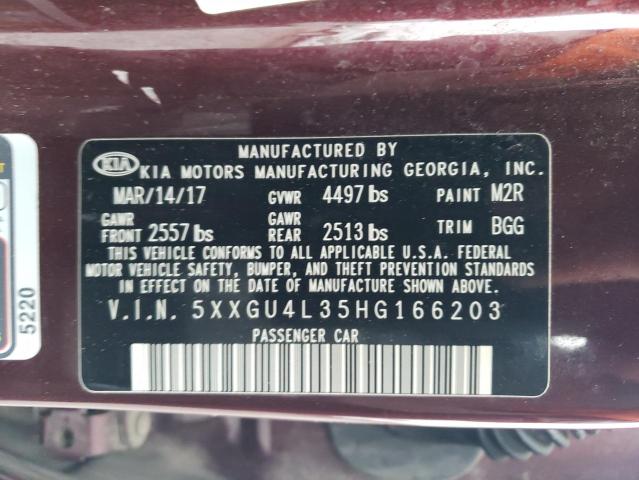 MANUFACTURED BY
KIA KIA MOTORS MANUFACTURING GEORGIA, INC.
MAR/14/17 GVWR 4497 lbs PAINT M2R
GAWR FRONT 2557 lbs GAWR REAR 2513 lbs TRIM BGG
THIS VEHICLE CONFORMS TO ALL APPLICABLE U.S.A. FEDERAL
MOTOR VEHICLE SAFETY, BUMPER, AND THEFT PREVENTION STANDARDS
IN EFFECT ON THE DATE OF MANUFACTURE SHOWN ABOVE.
V.I.N. 5XXGU4L35HG166203
PASSENGER CAR
5220